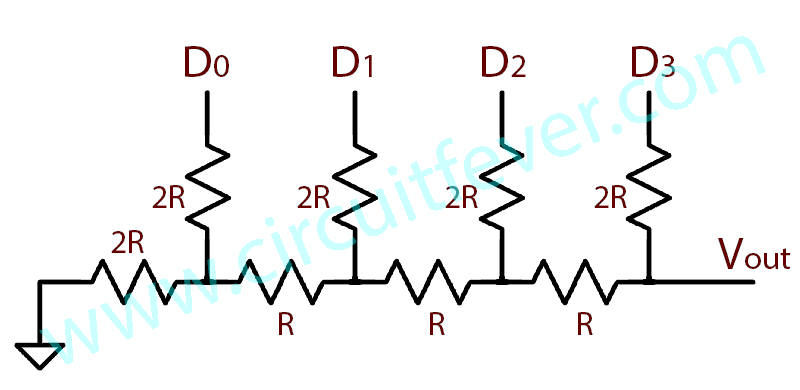 D0 D1 D2 D3
2R 2R 2R 2R
2R
Vout
R R R
www.circuitfever.com